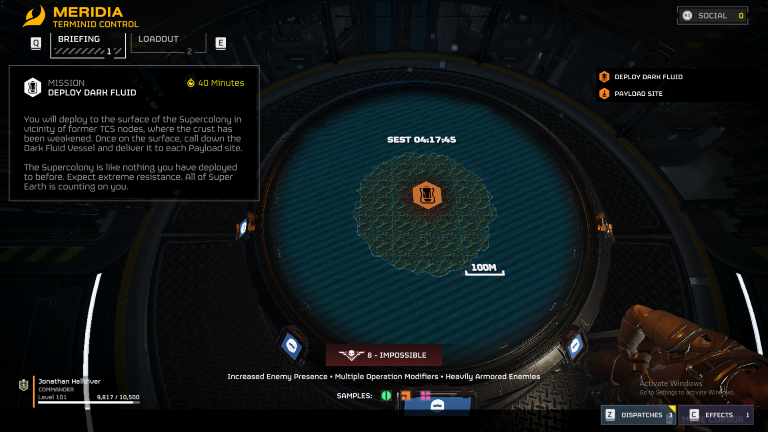 MERIDIA
TERMINID CONTROL
SOCIAL 0
Q BRIEFING 1 LOADOUT 2 E
MISSION
DEPLOY DARK FLUID
40 Minutes
You will deploy to the surface of the Supercolony in
vicinity of former TCS nodes, where the crust has
been weakened. Once on the surface, call down the
Dark Fluid Vessel and deliver it to each Payload site.
The Supercolony is like nothing you have deployed
to before. Expect extreme resistance. All of Super
Earth is counting on you.
DEPLOY DARK FLUID
PAYLOAD SITE
SEST 04:17:45
100M
8 - IMPOSSIBLE
Increased Enemy Presence • Multiple Operation Modifiers • Heavily Armored Enemies
SAMPLES:
Jonathan Helldiver
COMMANDER
Level 101 9,817 / 10,500
Activate Windows
Go to Settings to activate Windows.
Z DISPATCHES 3 C EFFECTS 1
CURSOR